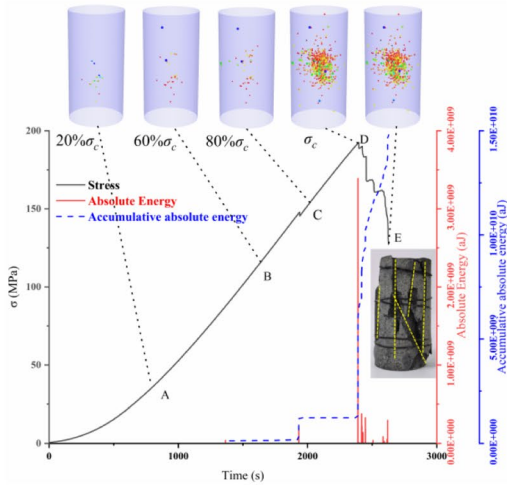 20%σc
60%σc
80%σc
σc
D
200
150
100
50
0
σ (MPa)
Stress
Absolute Energy
Accumulative absolute energy
C
B
A
E
0
1000
2000
3000
Time (s)
4.00E+009
3.00E+009
2.00E+009
1.00E+009
0.00E+000
Absolute Energy (aJ)
1.50E+010
1.00E+010
5.00E+009
0.00E+000
Accumulative absolute energy (aJ)